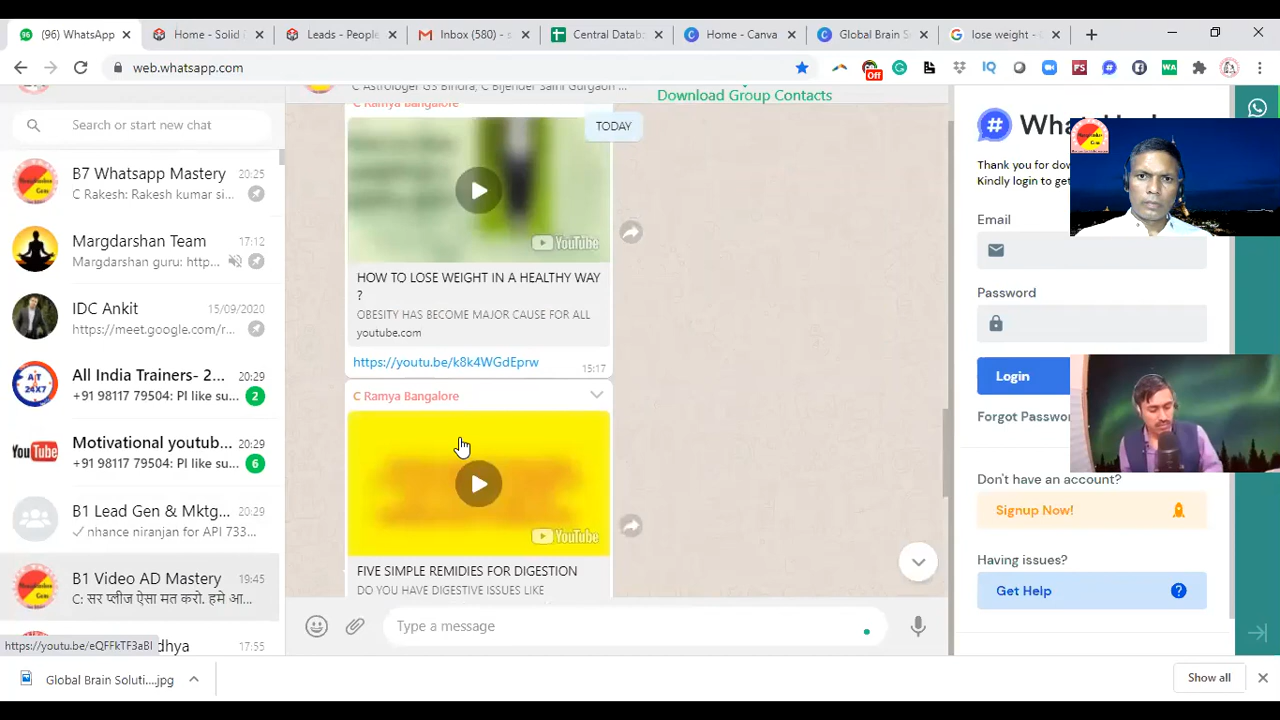 (96) WhatsApp
Home - Solid
Leads - People
Inbox (580) - s
Central Datab
Home - Canva
Global Brain S
lose weight - G
web.whatsapp.com
Off
Search or start new chat
B7 Whatsapp Mastery 20:25
C Rakesh: Rakesh kumar si...
Margdarshan Team 17:12
Margdarshan guru: http...
IDC Ankit 15/09/2020
https://meet.google.com/r...
All India Trainers- 2... 20:29
+91 98117 79504: Pl like su... 2
Motivational youtub... 20:29
+91 98117 79504: Pl like su... 6
B1 Lead Gen & Mktg... 20:29
nhance niranjan for API 733...
B1 Video AD Mastery 19:45
C: सर प्लीज ऐसा मत करो. हमे आ...
dhya 17:55
https://youtu.be/eQFFkTF3aBI
C Astrologer GS Bindra, C Bijender Saini Gurgaon ...
Download Group Contacts
C Ramya Bangalore
TODAY
YouTube
HOW TO LOSE WEIGHT IN A HEALTHY WAY
?
OBESITY HAS BECOME MAJOR CAUSE FOR ALL
youtube.com
https://youtu.be/k8k4WGdEprw
15:17
C Ramya Bangalore
YouTube
FIVE SIMPLE REMIDIES FOR DIGESTION
DO YOU HAVE DIGESTIVE ISSUES LIKE
Type a message
Thank you for dow
Kindly login to get
Email
Password
Login
Forgot Passwor
Don't have an account?
Signup Now!
Having issues?
Get Help
Global Brain Soluti....jpg
Show all